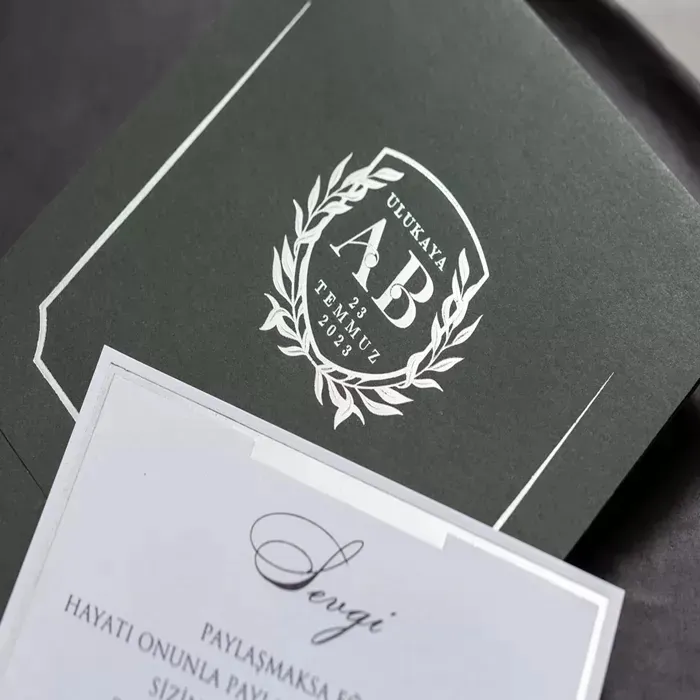 ULUKAYA
AB
23
TEMMUZ
2023
Sevgi
PAYLAŞMAKSA
HAYATI ONUNLA